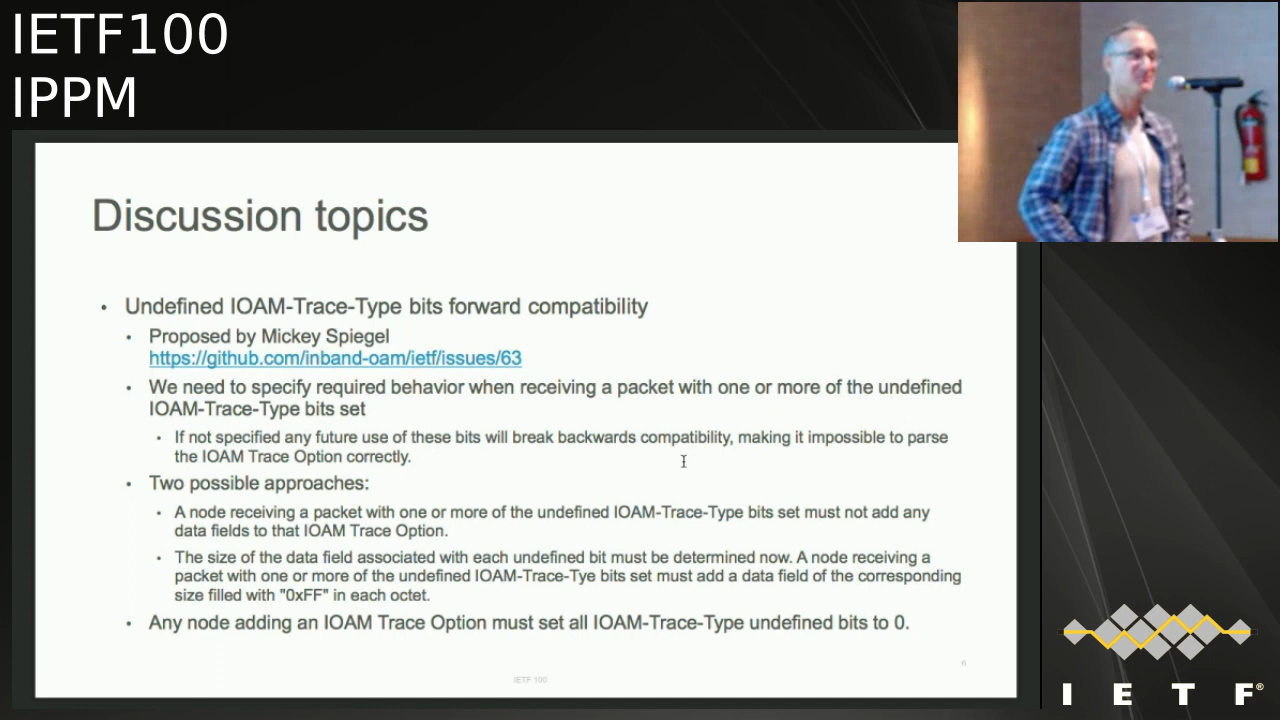 IETF100
IPPM
Discussion topics
• Undefined IOAM-Trace-Type bits forward compatibility
• Proposed by Mickey Spiegel
https://github.com/inband-oam/ietf/issues/63
• We need to specify required behavior when receiving a packet with one or more of the undefined
IOAM-Trace-Type bits set
• If not specified any future use of these bits will break backwards compatibility, making it impossible to parse
the IOAM Trace Option correctly.
• Two possible approaches:
• A node receiving a packet with one or more of the undefined IOAM-Trace-Type bits set must not add any
data fields to that IOAM Trace Option.
• The size of the data field associated with each undefined bit must be determined now. A node receiving a
packet with one or more of the undefined IOAM-Trace-Tye bits set must add a data field of the corresponding
size filled with "0xFF" in each octet.
• Any node adding an IOAM Trace Option must set all IOAM-Trace-Type undefined bits to 0.
6
IETF 100
I E T F®